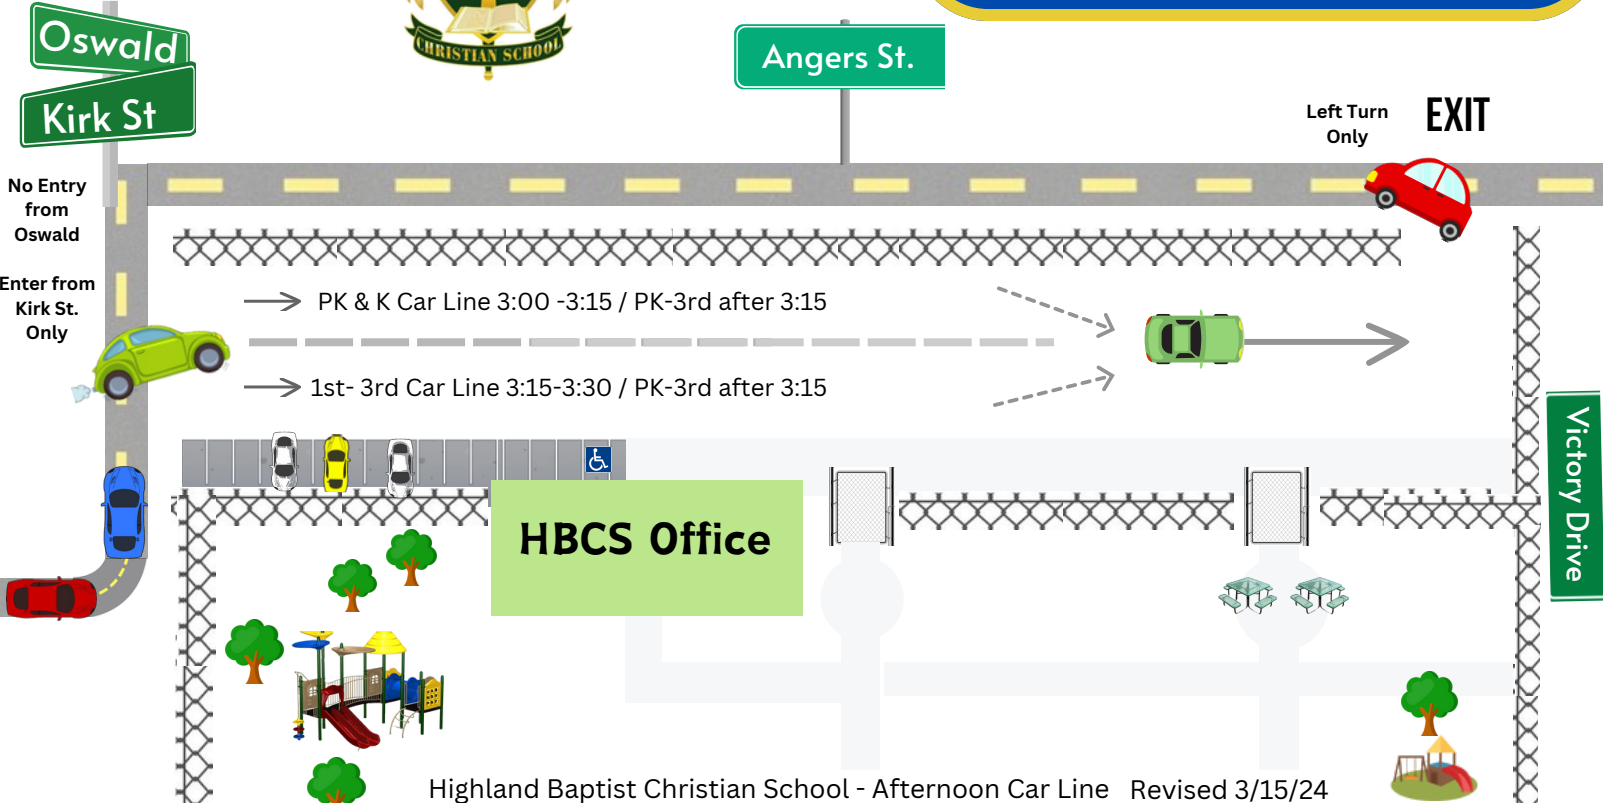 Oswald
Kirk St
CHRISTIAN SCHOOL
Angers St.
Left Turn
Only
EXIT
No Entry
from
Oswald
Enter from
Kirk St.
Only
PK & K Car Line 3:00 -3:15 / PK-3rd after 3:15
1st- 3rd Car Line 3:15-3:30 / PK-3rd after 3:15
HBCS Office
Victory Drive
Highland Baptist Christian School - Afternoon Car Line Revised 3/15/24